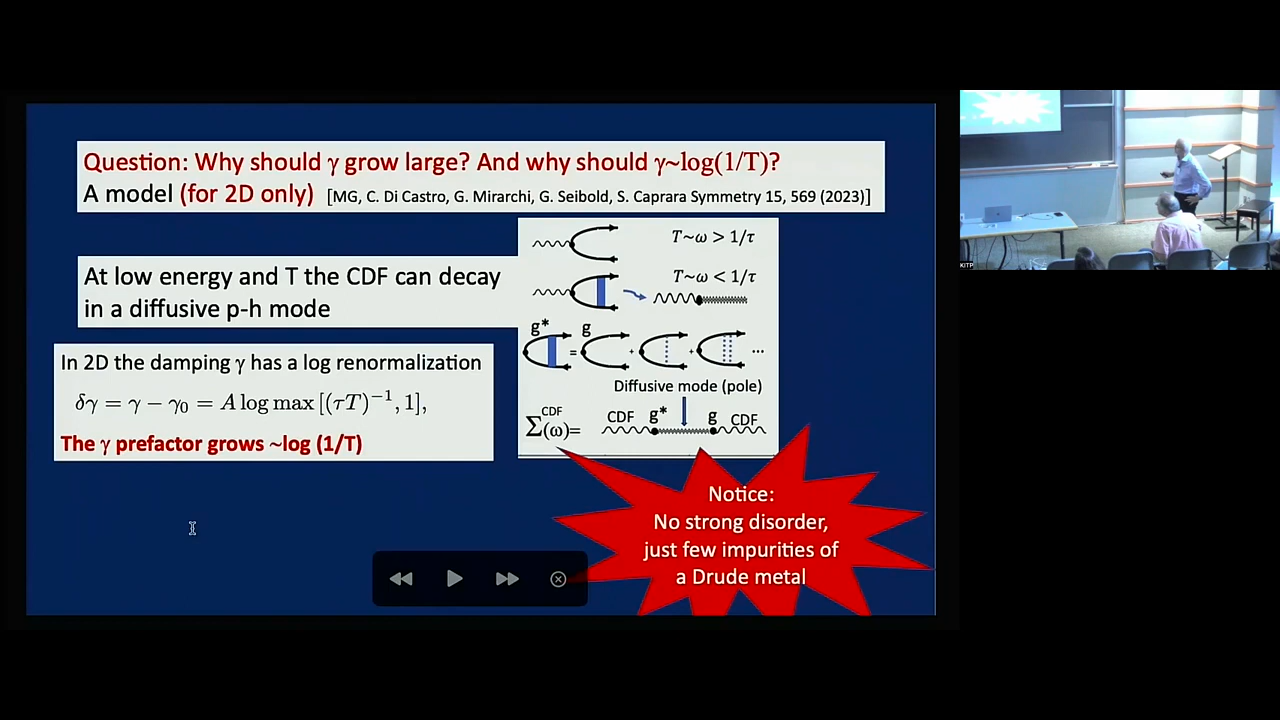 Question: Why should γ grow large? And why should γ~log(1/T)?
A model (for 2D only) [MG, C. Di Castro, G. Mirarchi, G. Seibold, S. Caprara Symmetry 15, 569 (2023)]
At low energy and T the CDF can decay
in a diffusive p-h mode
In 2D the damping γ has a log renormalization
δγ = γ − γ₀ = A log max [(τT)⁻¹, 1],
The γ prefactor grows ~log (1/T)
T~ω > 1/τ
T~ω < 1/τ
g* g
= + + ...
Diffusive mode (pole)
∑(ω)= CDF CDF g* g CDF
Notice:
No strong disorder,
just few impurities of
a Drude metal
KITP